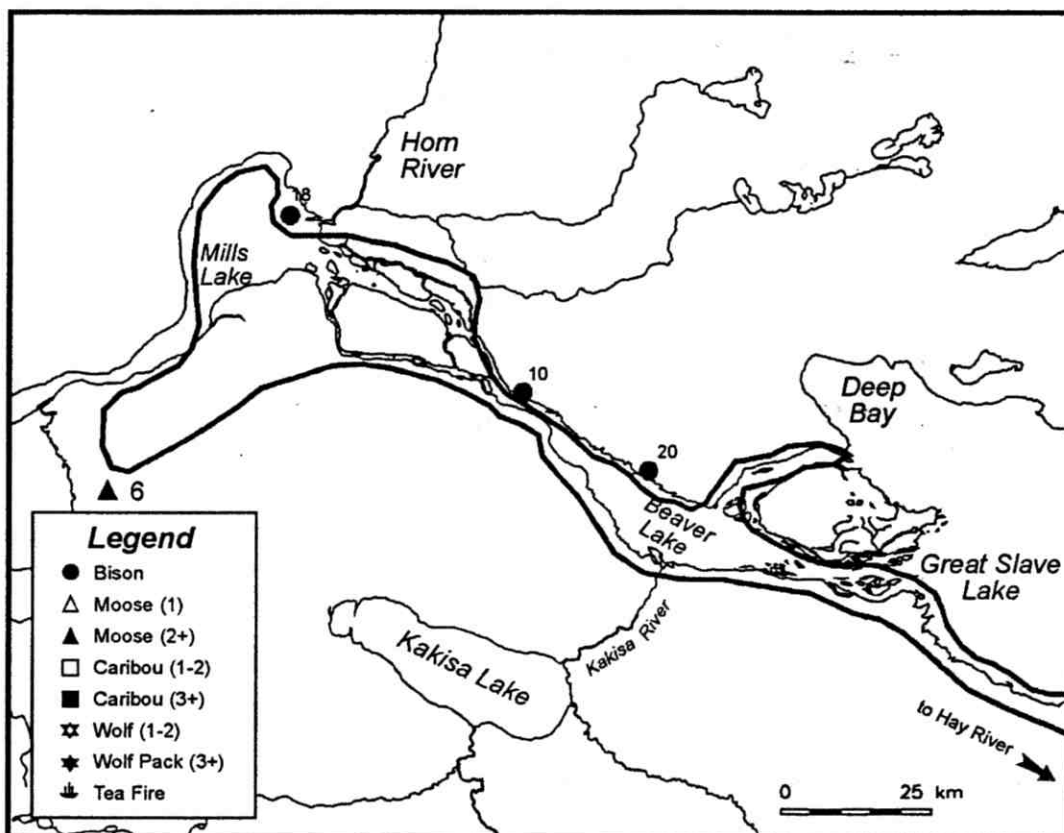 Horn
River
18
Mills
Lake
10
Deep
Bay
20
Beaver
Lake
6
Great Slave
Lake
Kakisa River
Kakisa Lake
to Hay River
Legend
Bison
Moose (1)
Moose (2+)
Caribou (1-2)
Caribou (3+)
Wolf (1-2)
Wolf Pack (3+)
Tea Fire
0 25 km